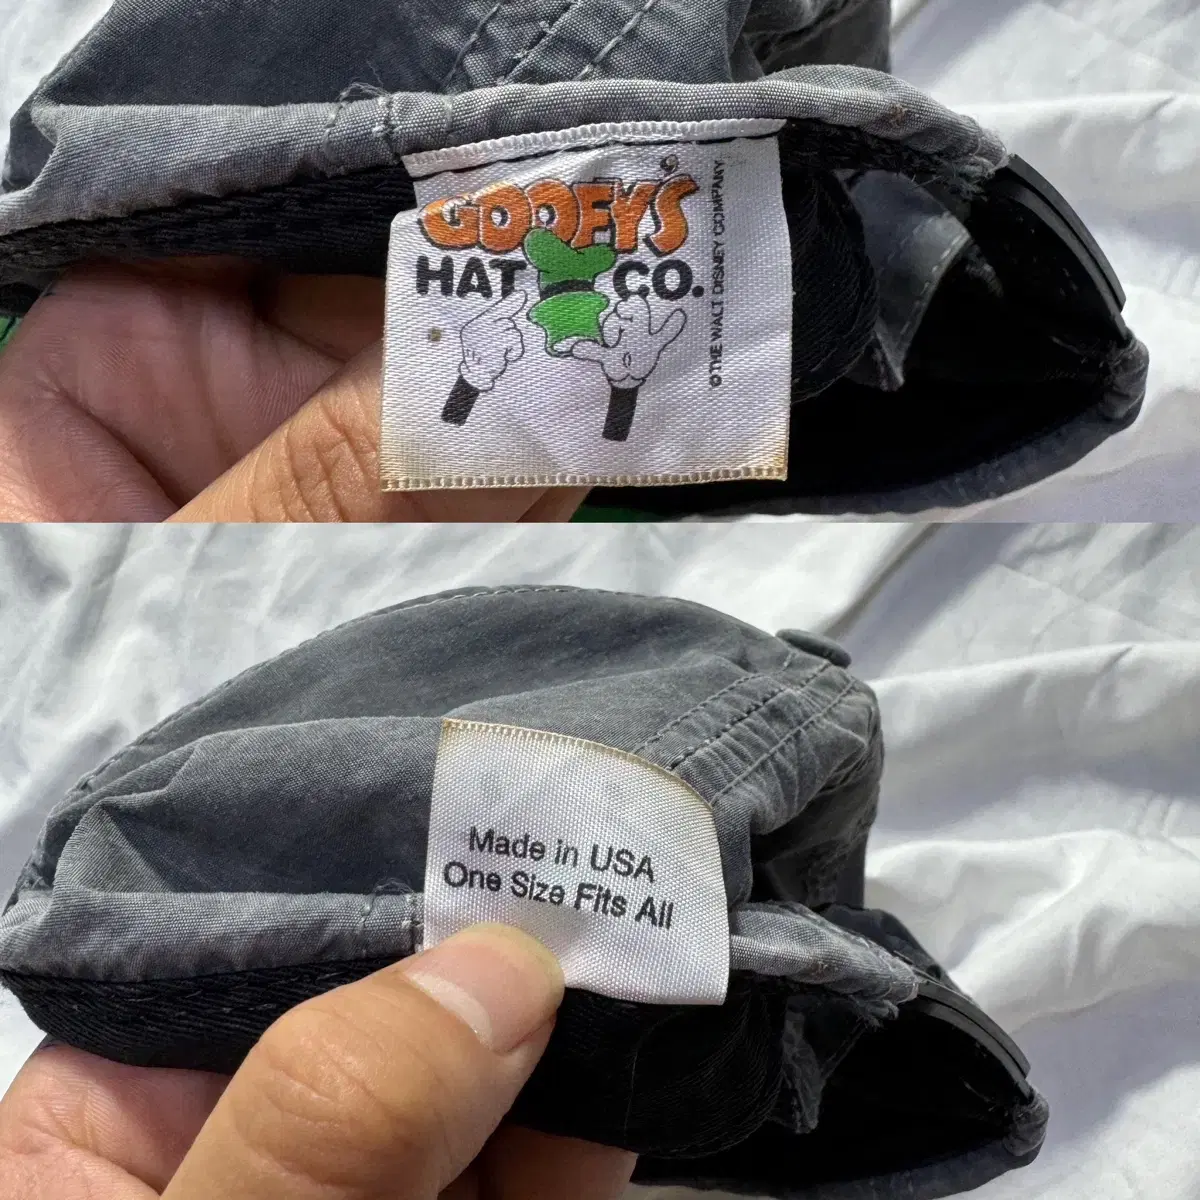 GOOFY'S
HAT CO.
©THE WALT DISNEY COMPANY
Made in USA
One Size Fits All